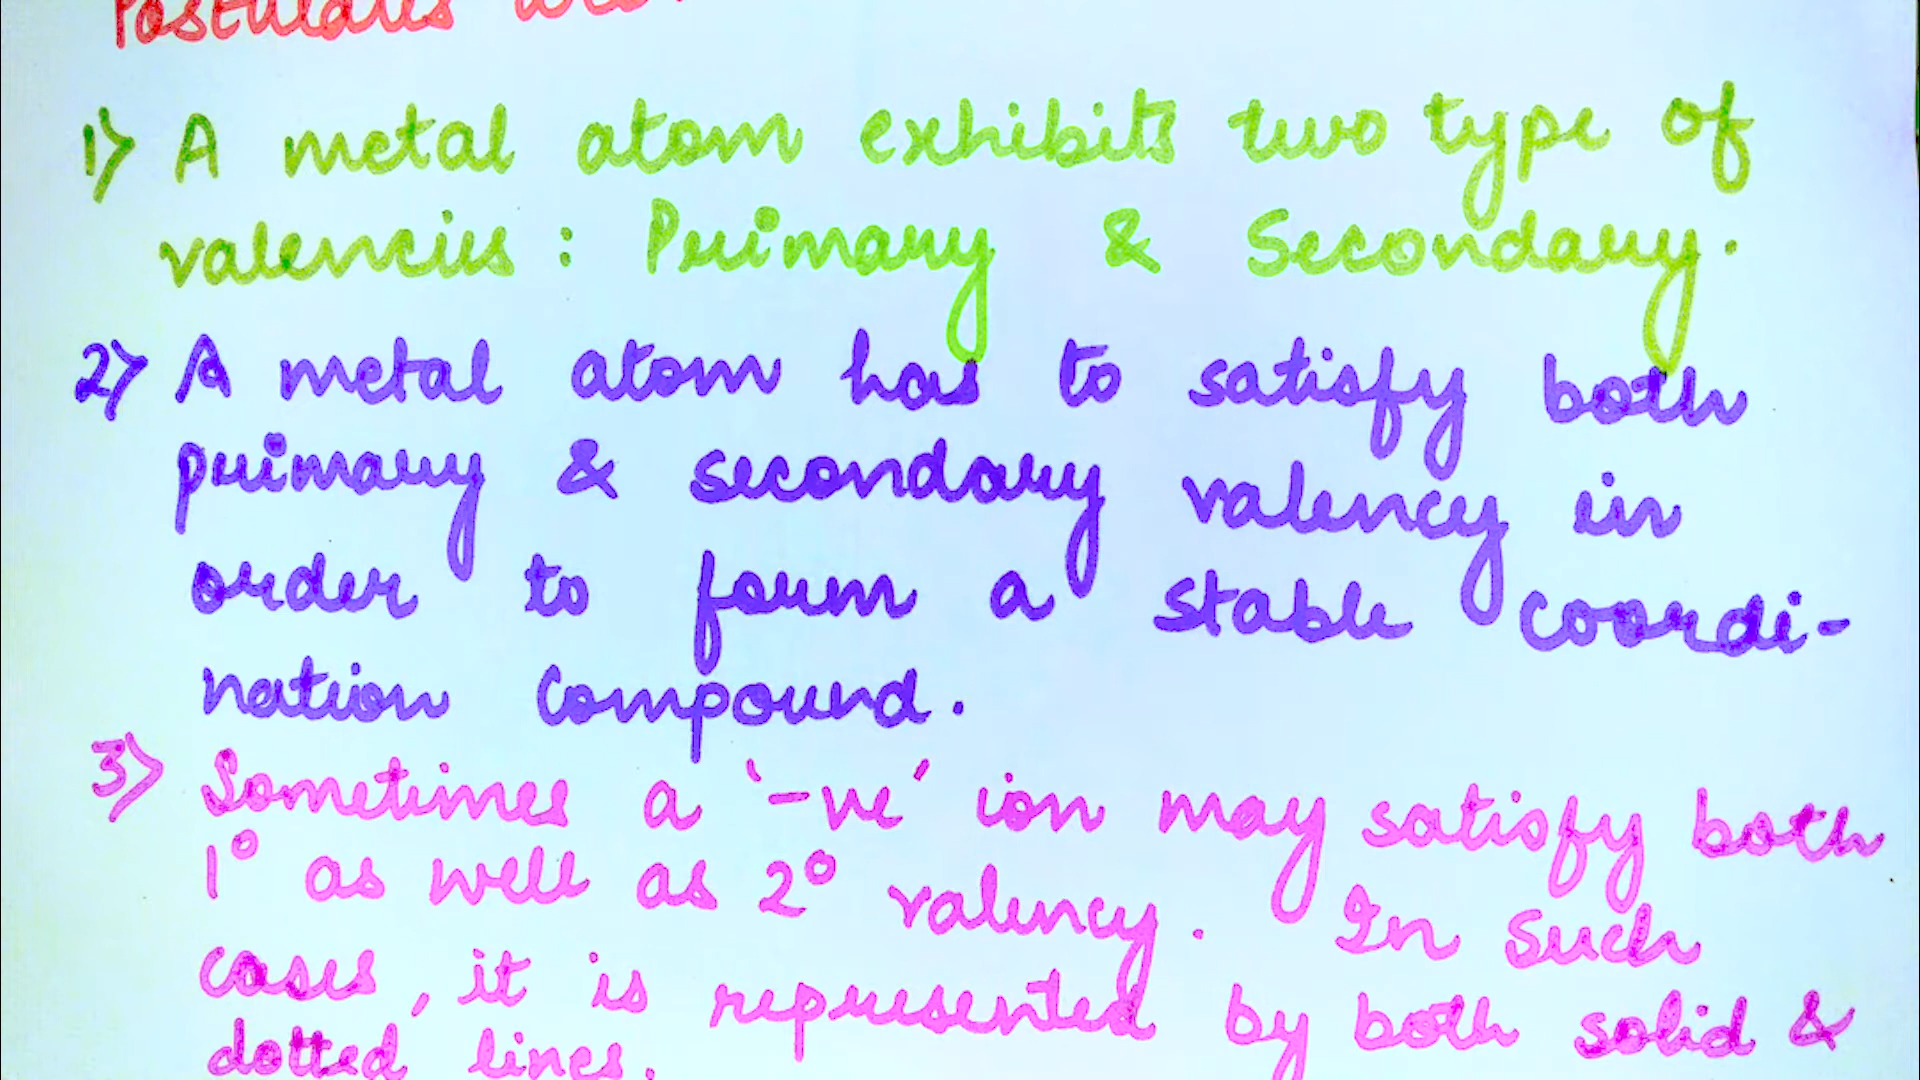 Postulates are:
1) A metal atom exhibits two type of
valencies : Primary & Secondary.
2) A metal atom has to satisfy both
primary & secondary valency in
order to form a stable coordi-
nation compound.
3) Sometimes a '-ve' ion may satisfy both
1° as well as 2° valency. In such
cases, it is represented by both solid &
dotted lines.